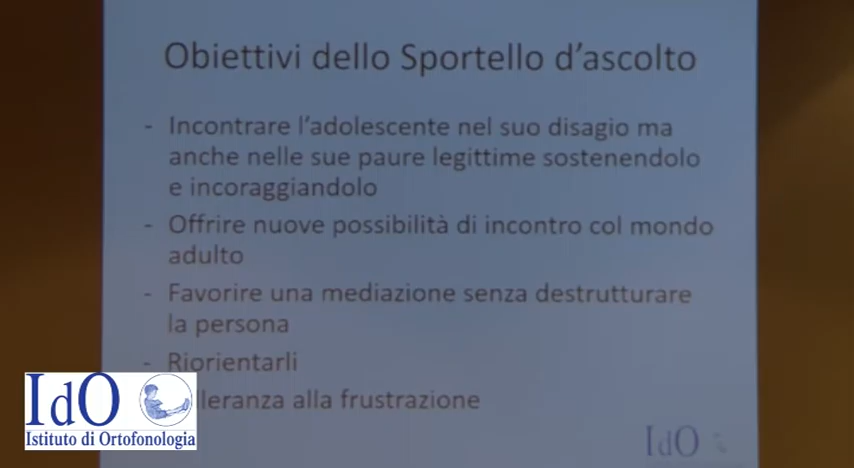 Obiettivi dello Sportello d'ascolto
- Incontrare l'adolescente nel suo disagio ma
anche nelle sue paure legittime sostenendolo
e incoraggiandolo
- Offrire nuove possibilità di incontro col mondo
adulto
- Favorire una mediazione senza destrutturare
la persona
- Riorientarli
alla frustrazione
IdO
Istituto di Ortofonologia
IdO